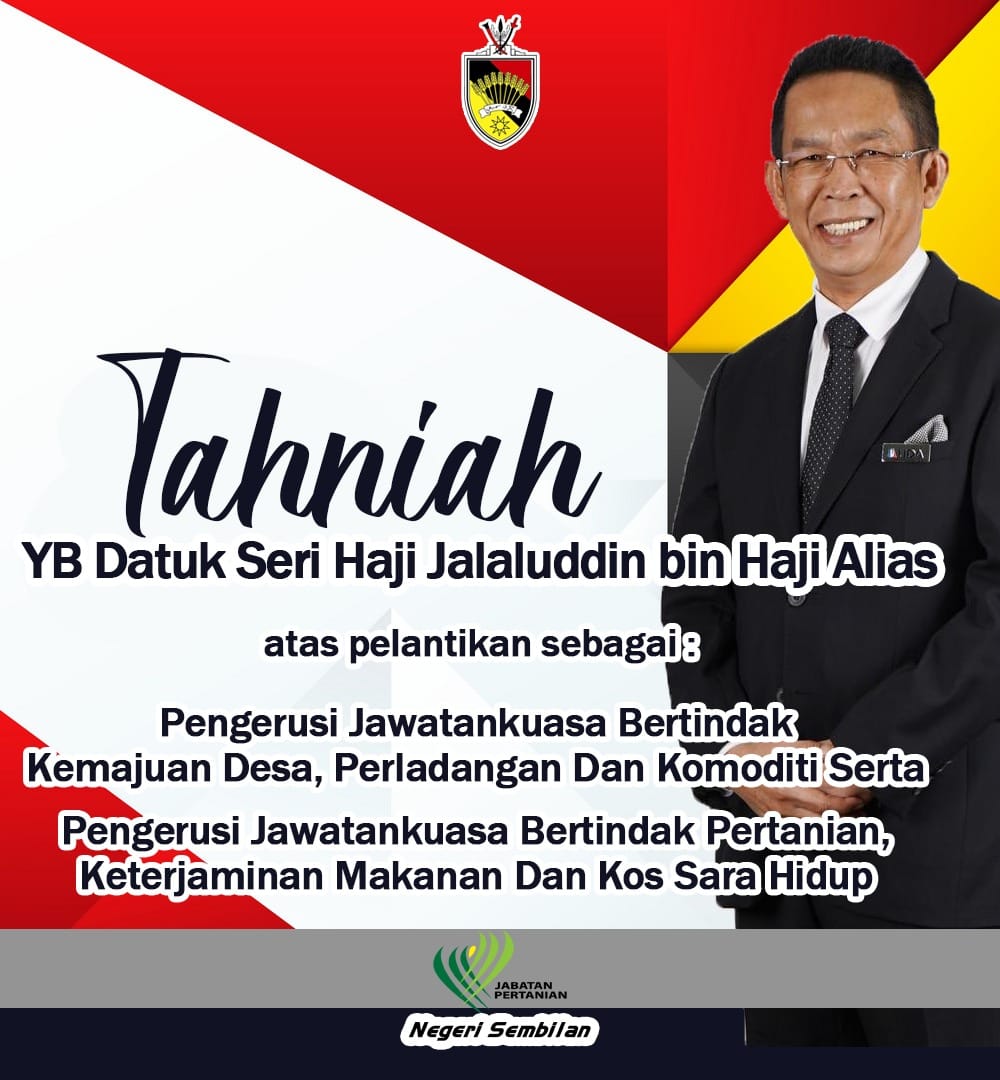 Tahniah
YB Datuk Seri Haji Jalaluddin bin Haji Alias
atas pelantikan sebagai :
Pengerusi Jawatankuasa Bertindak
Kemajuan Desa, Perladangan Dan Komoditi Serta
Pengerusi Jawatankuasa Bertindak Pertanian,
Keterjaminan Makanan Dan Kos Sara Hidup
JABATAN
PERTANIAN
Negeri Sembilan